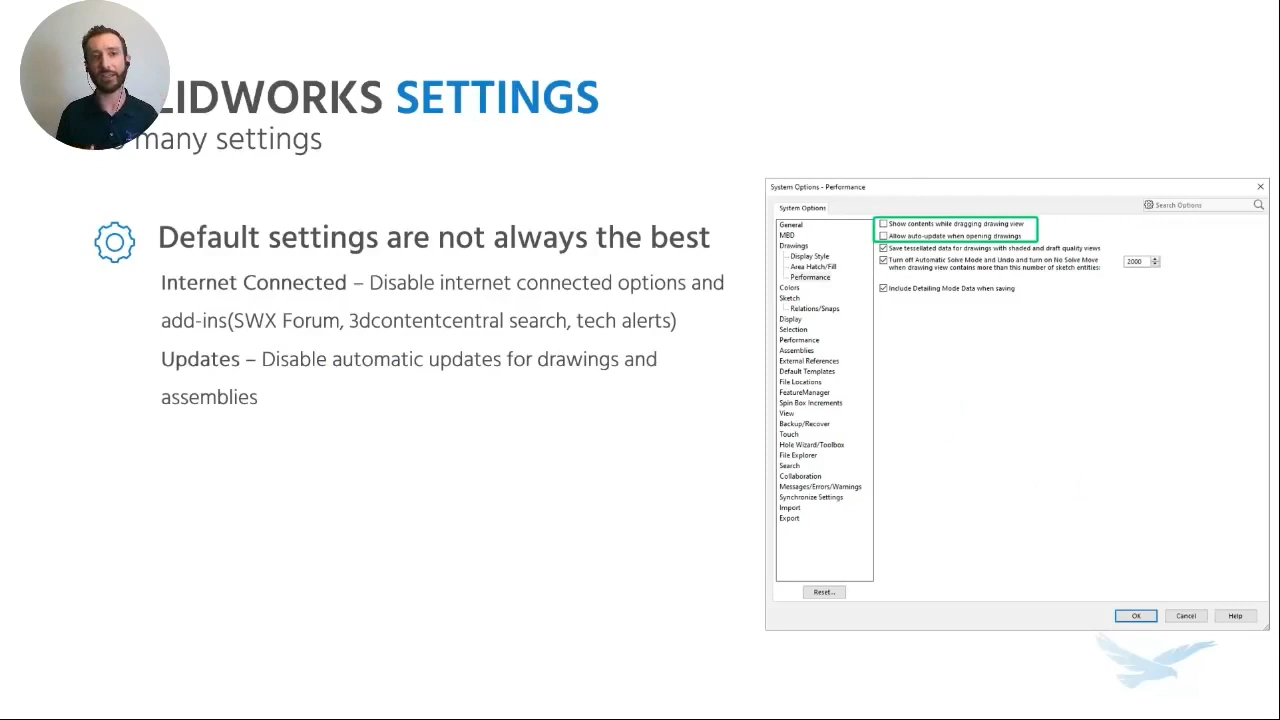 LIDWORKS SETTINGS
many settings
Default settings are not always the best
Internet Connected – Disable internet connected options and
add-ins(SWX Forum, 3dcontentcentral search, tech alerts)
Updates – Disable automatic updates for drawings and
assemblies
System Options - Performance
System Options
Search Options
General
MBD
Drawings
Display Style
Area Hatch/Fill
Performance
Colors
Sketch
Relations/Snaps
Display
Selection
Performance
Assemblies
External References
Default Templates
File Locations
FeatureManager
Spin Box Increments
View
Backup/Recover
Touch
Hole Wizard/Toolbox
File Explorer
Search
Collaboration
Messages/Errors/Warnings
Synchronize Settings
Import
Export
Show contents while dragging drawing view
Allow auto-update when opening drawings
Save tessellated data for drawings with shaded and draft quality views
Turn off Automatic Solve Mode and Undo and turn on No Solve Move
when drawing view contains more than this number of sketch entities:
2000
Include Detailing Mode Data when saving
Reset...
OK
Cancel
Help